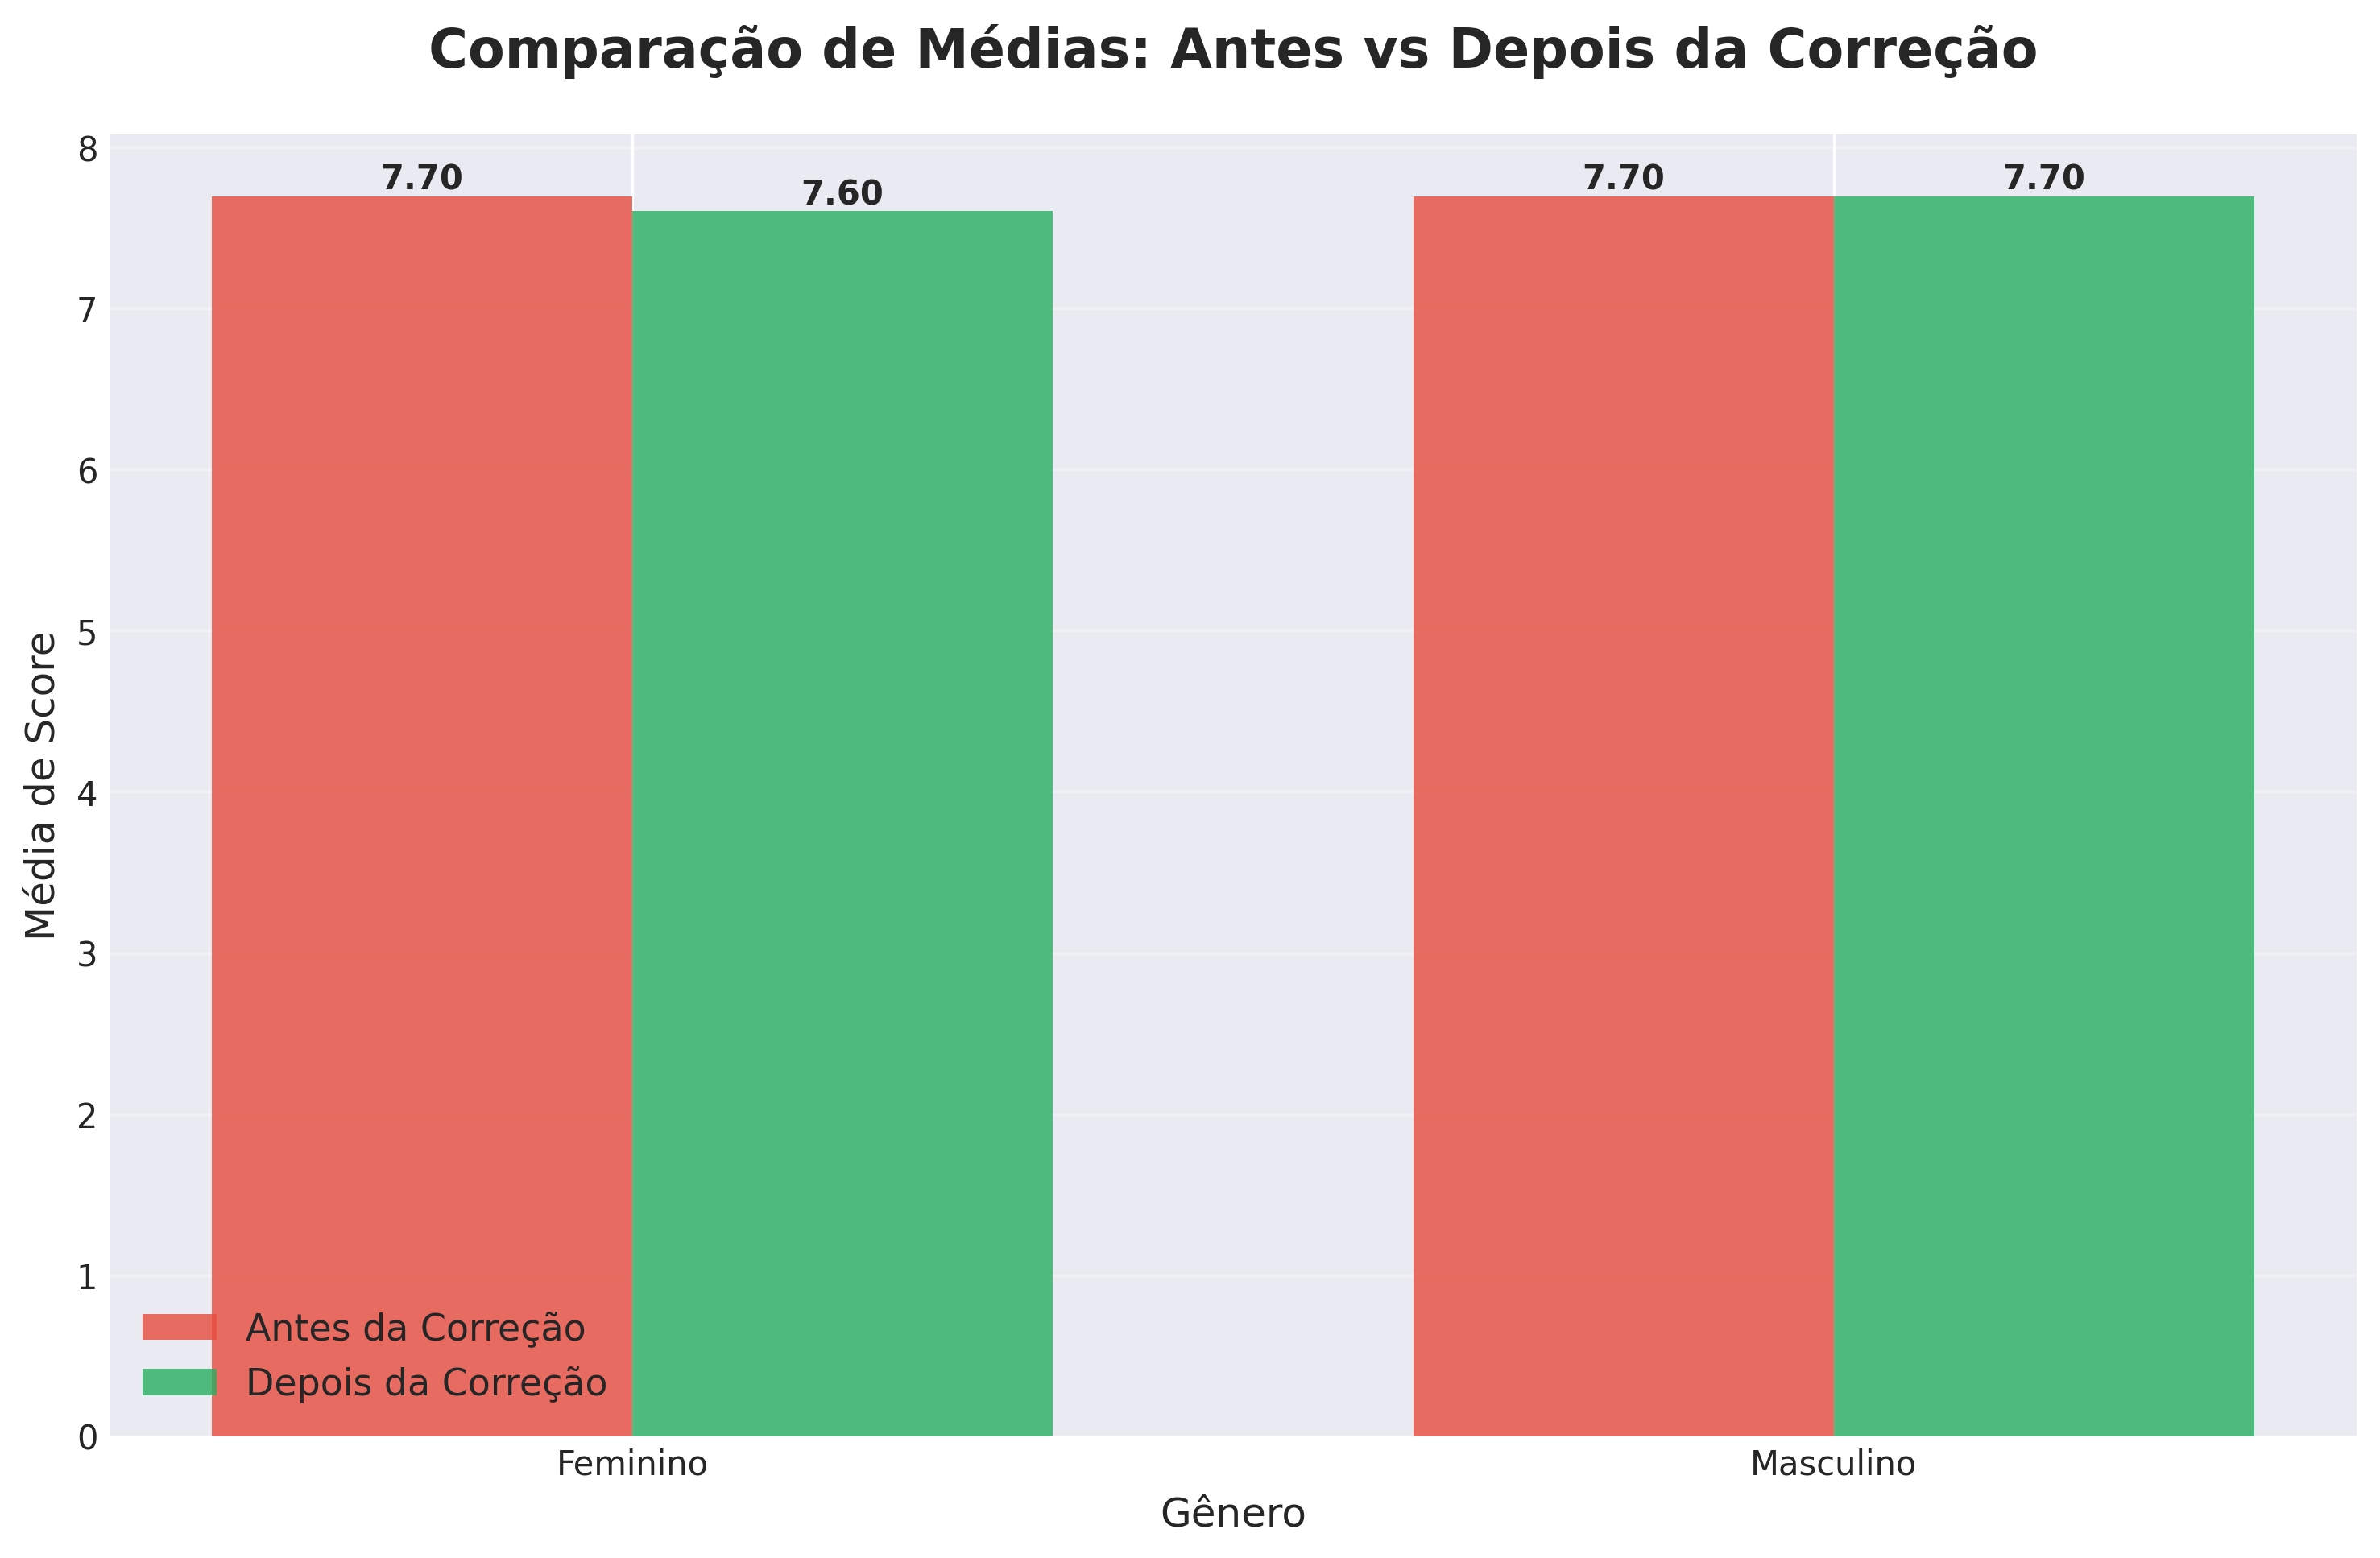 Comparação de Médias: Antes vs Depois da Correção
8
7
6
5
4
3
2
1
0
Média de Score
7.70
7.60
7.70
7.70
Antes da Correção
Depois da Correção
Feminino
Masculino
Gênero